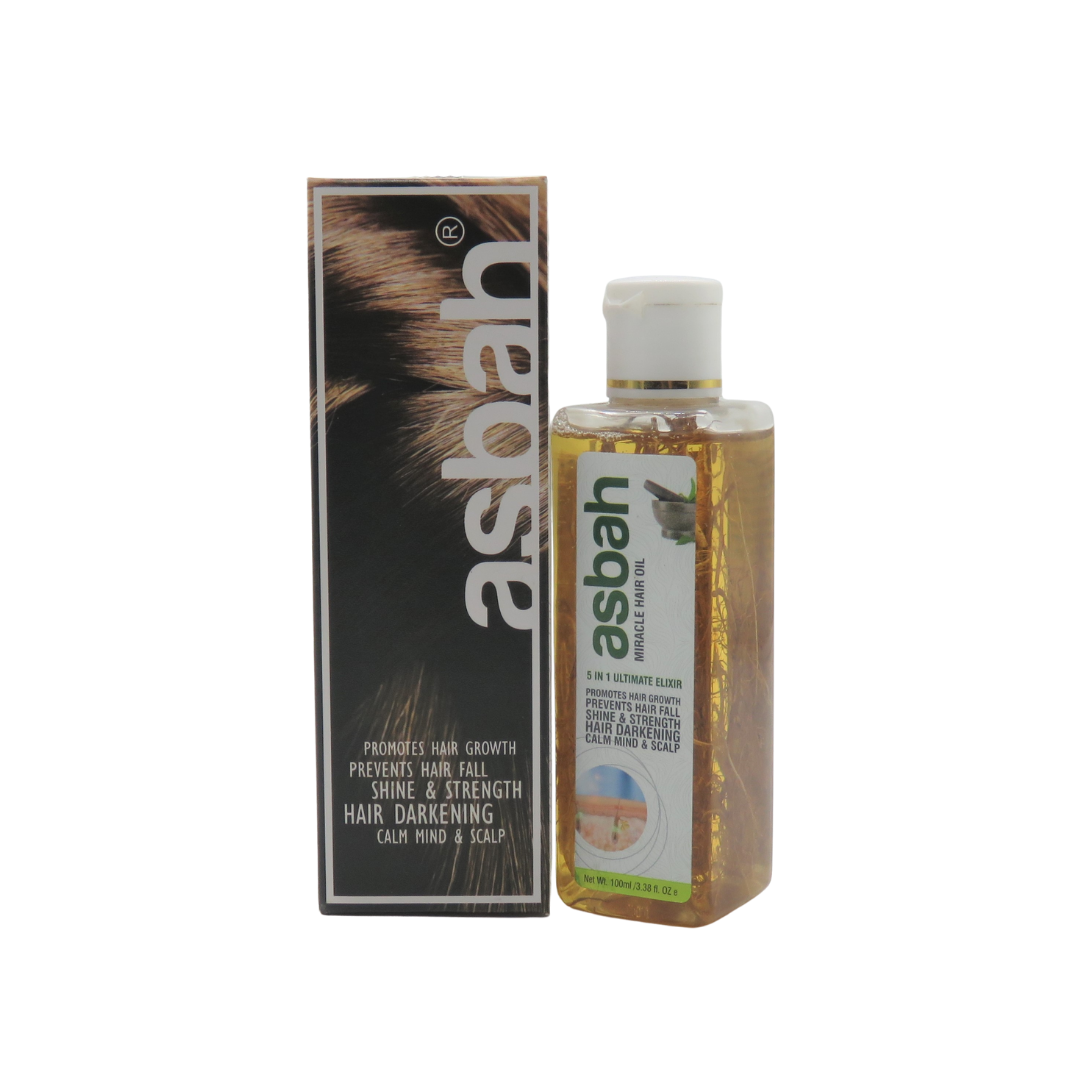 asbah®
PROMOTES HAIR GROWTH
PREVENTS HAIR FALL
SHINE & STRENGTH
HAIR DARKENING
CALM MIND & SCALP
asbah
MIRACLE HAIR OIL
5 IN 1 ULTIMATE ELIXIR
PROMOTES HAIR GROWTH
PREVENTS HAIR FALL
SHINE & STRENGTH
HAIR DARKENING
CALM MIND & SCALP
Net Wt. 100ml /3.38 fl. OZ e